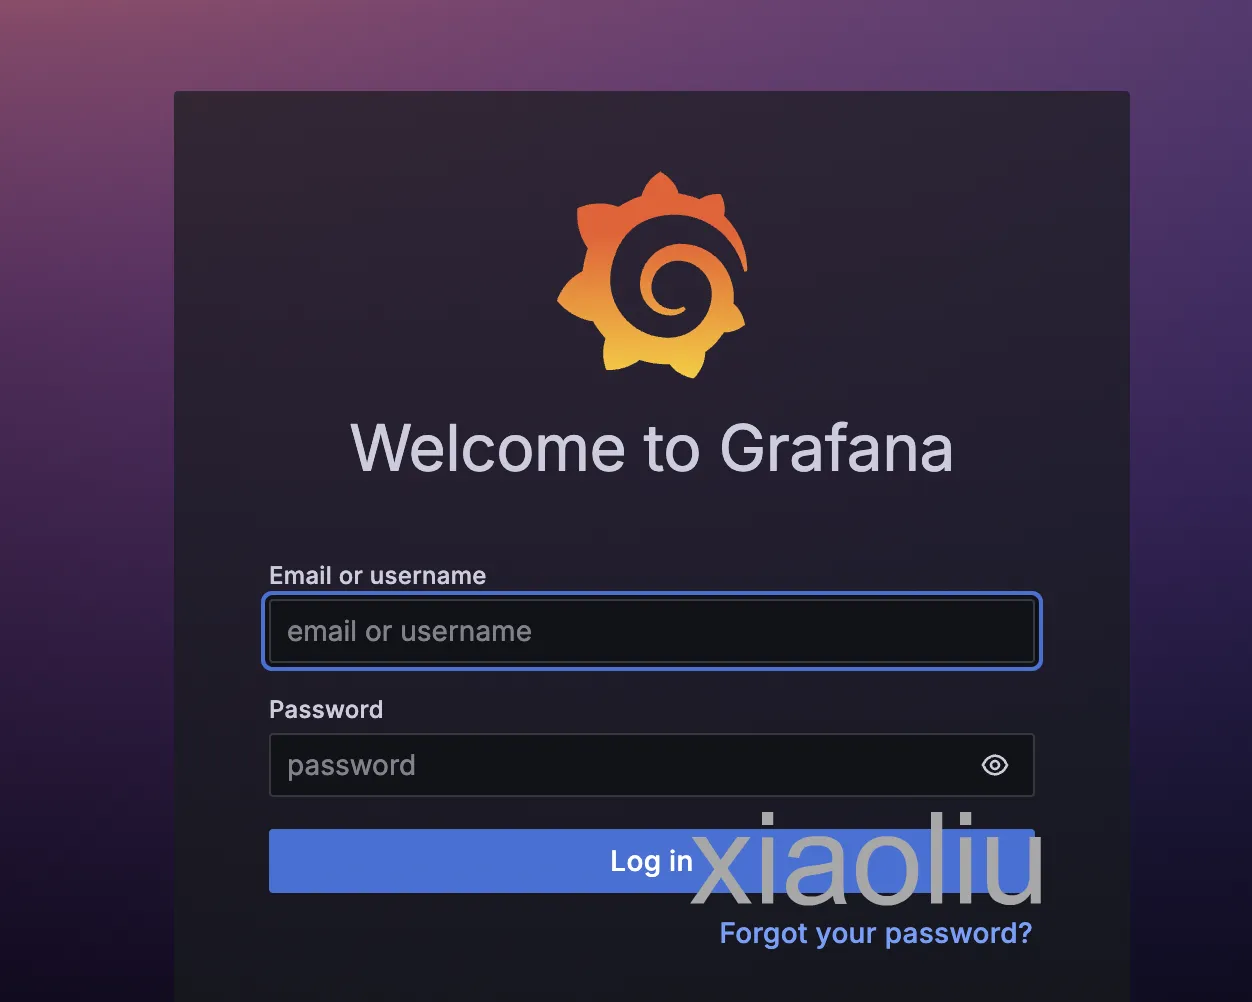 Welcome to Grafana
Email or username
email or username
Password
password
Log in
xiaoliu
Forgot your password?